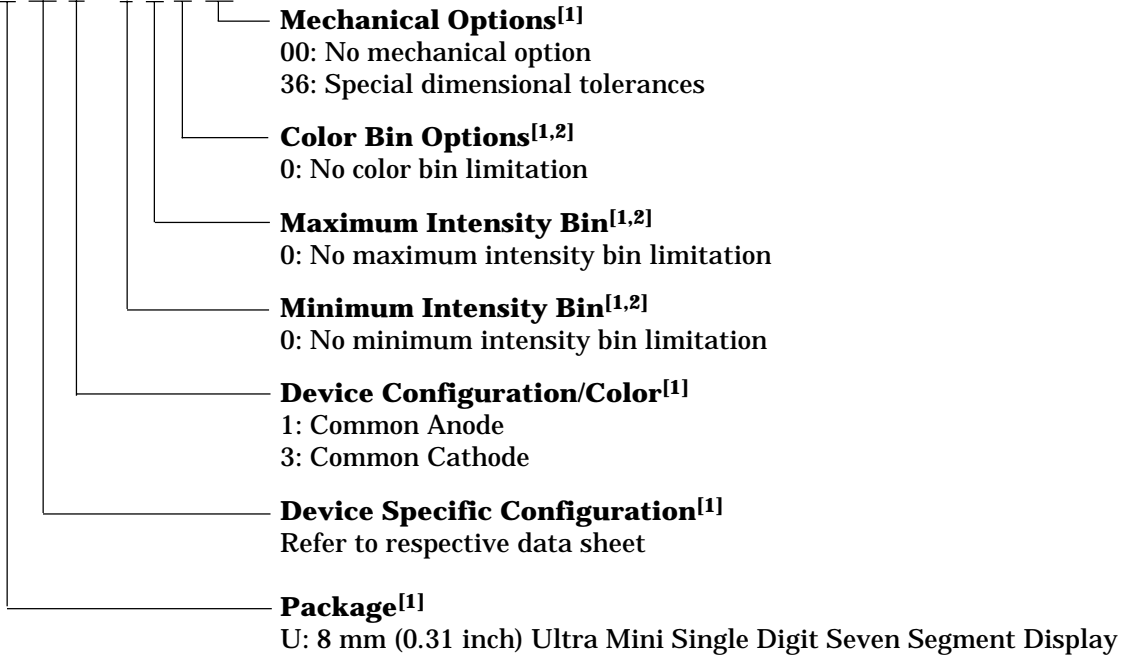 Mechanical Options[1]
00: No mechanical option
36: Special dimensional tolerances
Color Bin Options[1,2]
0: No color bin limitation
Maximum Intensity Bin[1,2]
0: No maximum intensity bin limitation
Minimum Intensity Bin[1,2]
0: No minimum intensity bin limitation
Device Configuration/Color[1]
1: Common Anode
3: Common Cathode
Device Specific Configuration[1]
Refer to respective data sheet
Package[1]
U: 8 mm (0.31 inch) Ultra Mini Single Digit Seven Segment Display